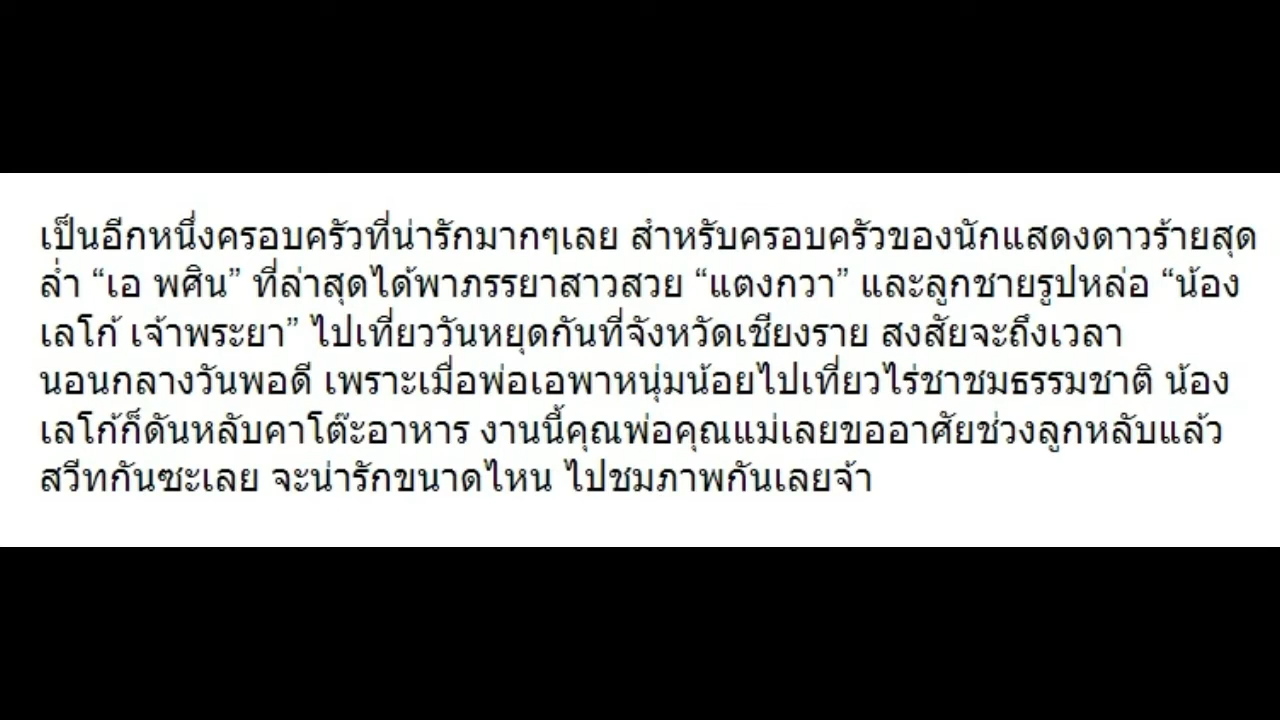 เป็นอีกหนึ่งครอบครัวที่น่ารักมากๆเลย สำหรับครอบครัวของนักแสดงดาวร้ายสุด
ล่ำ “เอ พศิน” ที่ล่าสุดได้พาภรรยาสาวสวย “แตงกวา” และลูกชายรูปหล่อ “น้อง
เลโก้ เจ้าพระยา” ไปเที่ยววันหยุดกันที่จังหวัดเชียงราย สงสัยจะถึงเวลา
นอนกลางวันพอดี เพราะเมื่อพ่อเอพาหนุ่มน้อยไปเที่ยวไร่ชาชมธรรมชาติ น้อง
เลโก้ก็ดันหลับคาโต๊ะอาหาร งานนี้คุณพ่อคุณแม่เลยขออาศัยช่วงลูกหลับแล้ว
สวีทกันซะเลย จะน่ารักขนาดไหน ไปชมภาพกันเลยจ้า